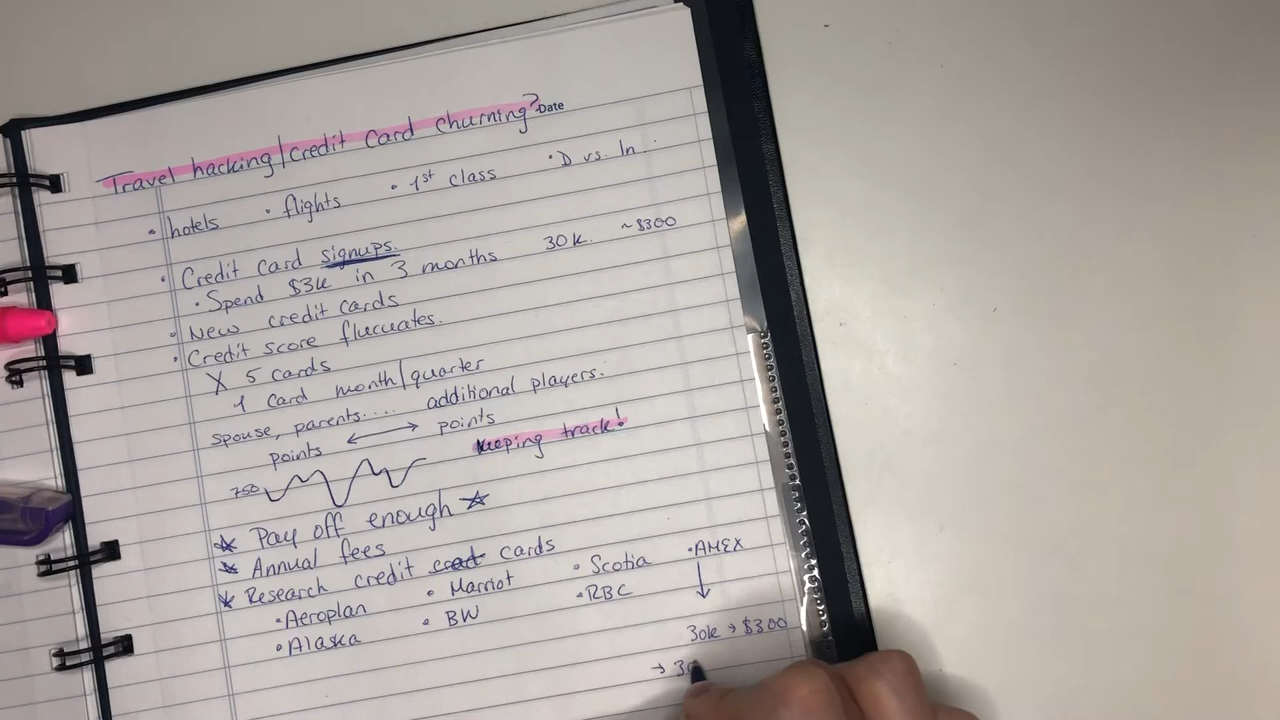 Travel hacking/credit card churning? Date
• hotels • flights • 1st class • D vs. In
• Credit card signups.
• Spend $3k in 3 months 30k. ~$300
• New credit cards
• Credit score flucuates.
X 5 cards
1 card month/quarter
spouse, parents.... additional players.
points ↔ points
keeping track!
750
☆ Pay off enough ☆
☆ Annual fees
☆ Research credit cards
• Aeroplan • Marriot • Scotia • AMEX
• Alaska • BW • RBC ↓
30k → $300
→ 30